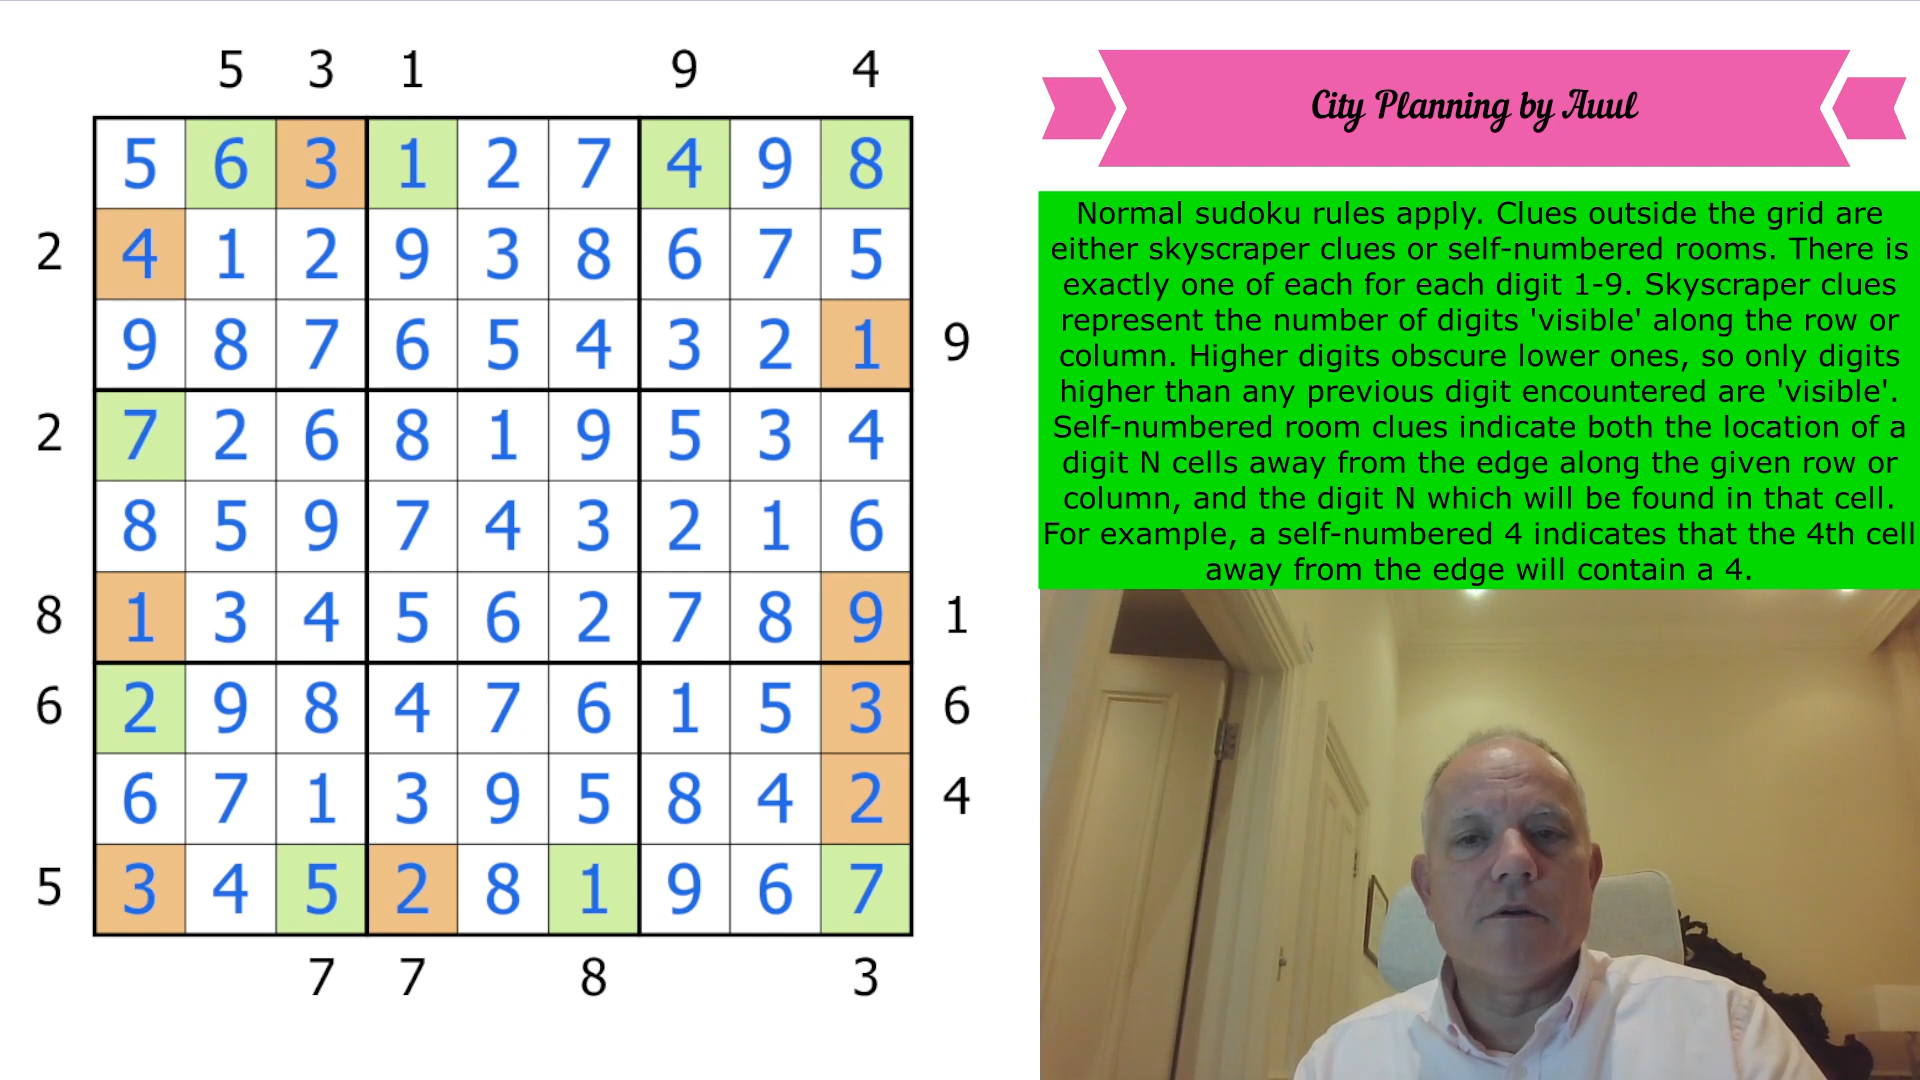 5 3 1 9 4
City Planning by Auul
5 6 3 1 2 7 4 9 8
2 4 1 2 9 3 8 6 7 5
9 8 7 6 5 4 3 2 1 9
2 7 2 6 8 1 9 5 3 4
8 5 9 7 4 3 2 1 6
8 1 3 4 5 6 2 7 8 9 1
6 2 9 8 4 7 6 1 5 3 6
6 7 1 3 9 5 8 4 2 4
5 3 4 5 2 8 1 9 6 7
7 7 8 3
Normal sudoku rules apply. Clues outside the grid are
either skyscraper clues or self-numbered rooms. There is
exactly one of each for each digit 1-9. Skyscraper clues
represent the number of digits 'visible' along the row or
column. Higher digits obscure lower ones, so only digits
higher than any previous digit encountered are 'visible'.
Self-numbered room clues indicate both the location of a
digit N cells away from the edge along the given row or
column, and the digit N which will be found in that cell.
For example, a self-numbered 4 indicates that the 4th cell
away from the edge will contain a 4.